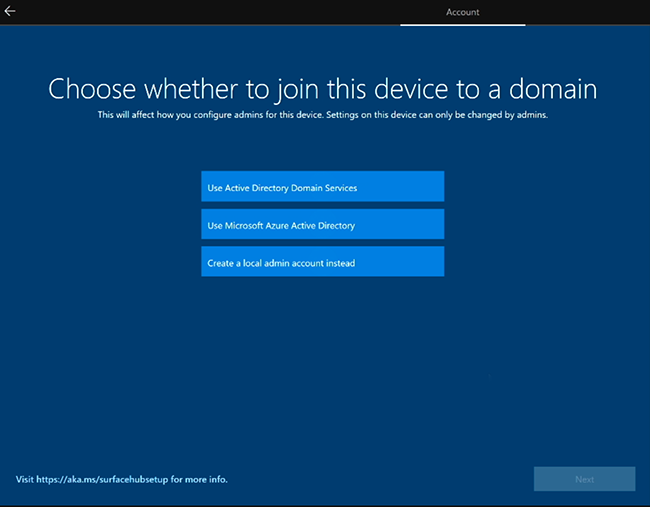 Account
Choose whether to join this device to a domain
This will affect how you configure admins for this device. Settings on this device can only be changed by admins.
Use Active Directory Domain Services
Use Microsoft Azure Active Directory
Create a local admin account instead
Visit https://aka.ms/surfacehubsetup for more info.
Next